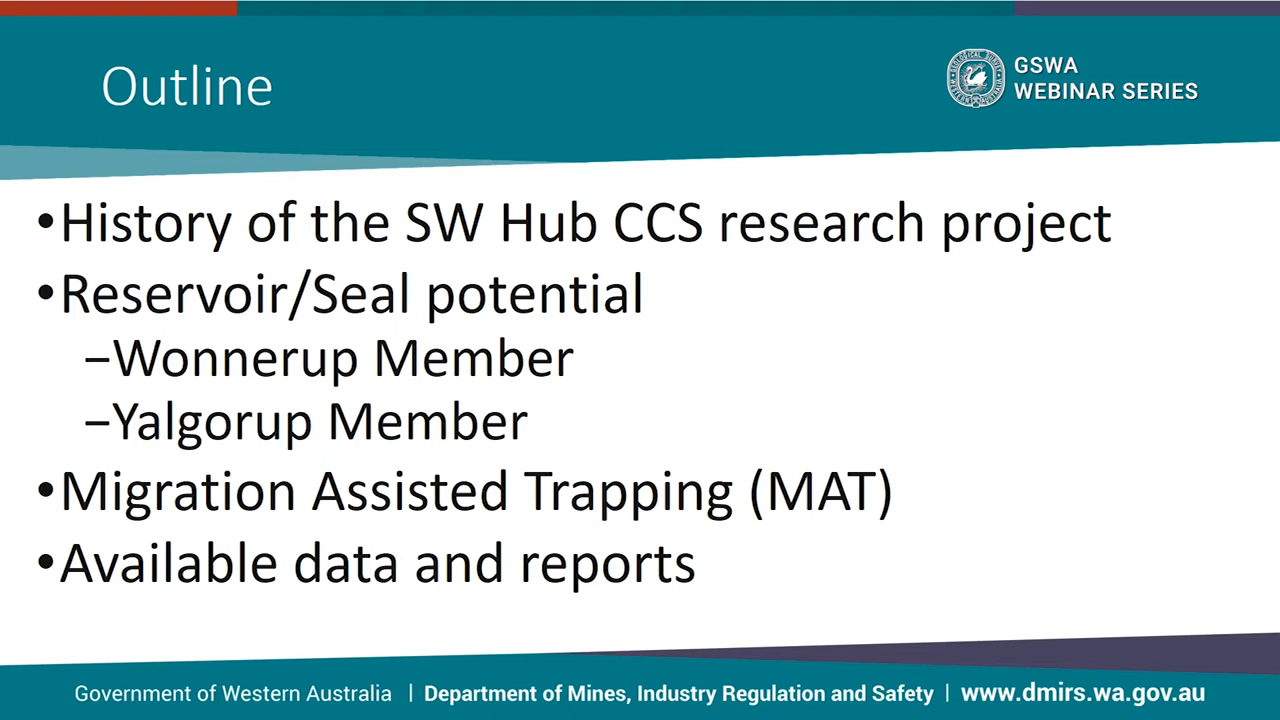 Outline
GSWA
WEBINAR SERIES
•History of the SW Hub CCS research project
•Reservoir/Seal potential
–Wonnerup Member
–Yalgorup Member
•Migration Assisted Trapping (MAT)
•Available data and reports
Government of Western Australia | Department of Mines, Industry Regulation and Safety | www.dmirs.wa.gov.au